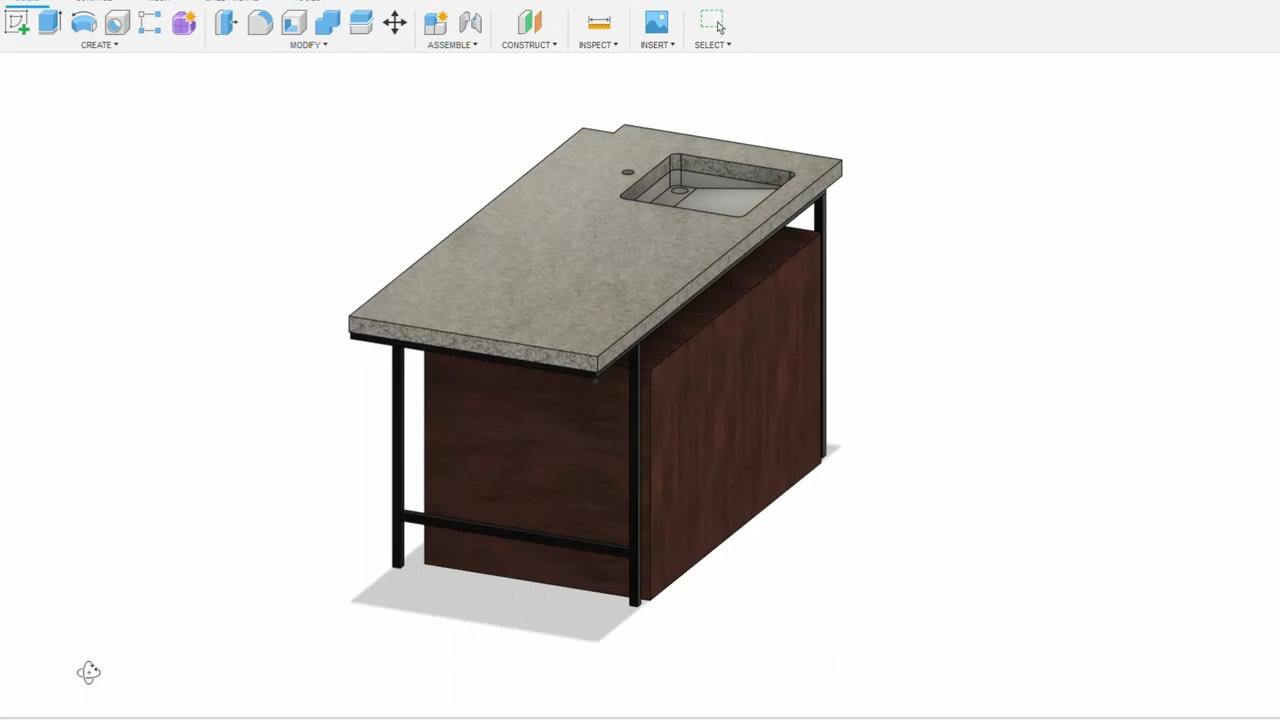 CREATE▾ MODIFY▾ ASSEMBLE▾ CONSTRUCT▾ INSPECT▾ INSERT▾ SELECT▾